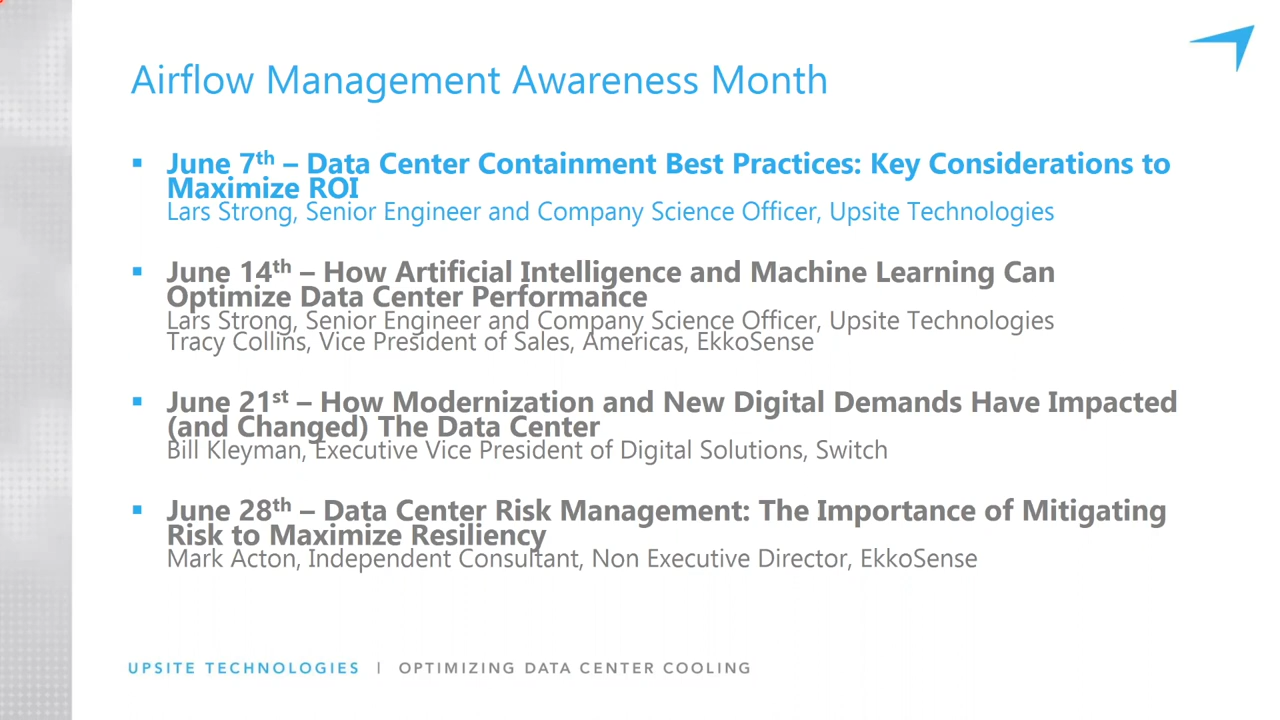 Airflow Management Awareness Month
▪ June 7th – Data Center Containment Best Practices: Key Considerations to
Maximize ROI
Lars Strong, Senior Engineer and Company Science Officer, Upsite Technologies
▪ June 14th – How Artificial Intelligence and Machine Learning Can
Optimize Data Center Performance
Lars Strong, Senior Engineer and Company Science Officer, Upsite Technologies
Tracy Collins, Vice President of Sales, Americas, EkkoSense
▪ June 21st – How Modernization and New Digital Demands Have Impacted
(and Changed) The Data Center
Bill Kleyman, Executive Vice President of Digital Solutions, Switch
▪ June 28th – Data Center Risk Management: The Importance of Mitigating
Risk to Maximize Resiliency
Mark Acton, Independent Consultant, Non Executive Director, EkkoSense
UPSITE TECHNOLOGIES | OPTIMIZING DATA CENTER COOLING